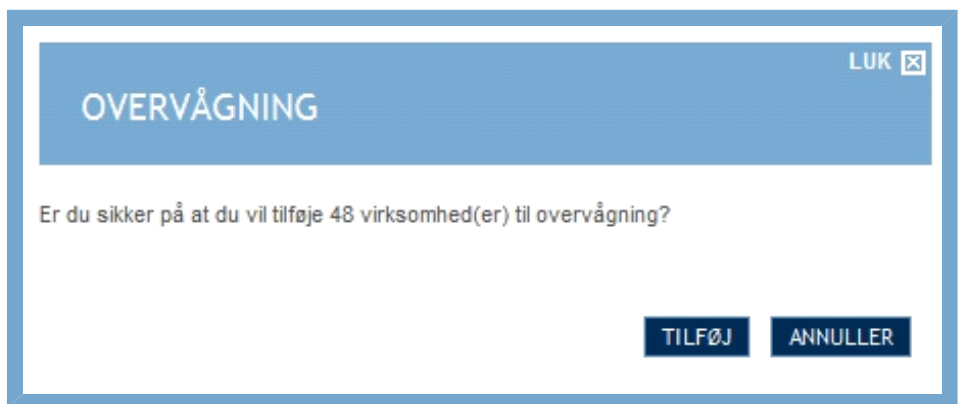 LUK
OVERVÅGNING
Er du sikker på at du vil tilføje 48 virksomhed(er) til overvågning?
TILFØJ ANNULLER